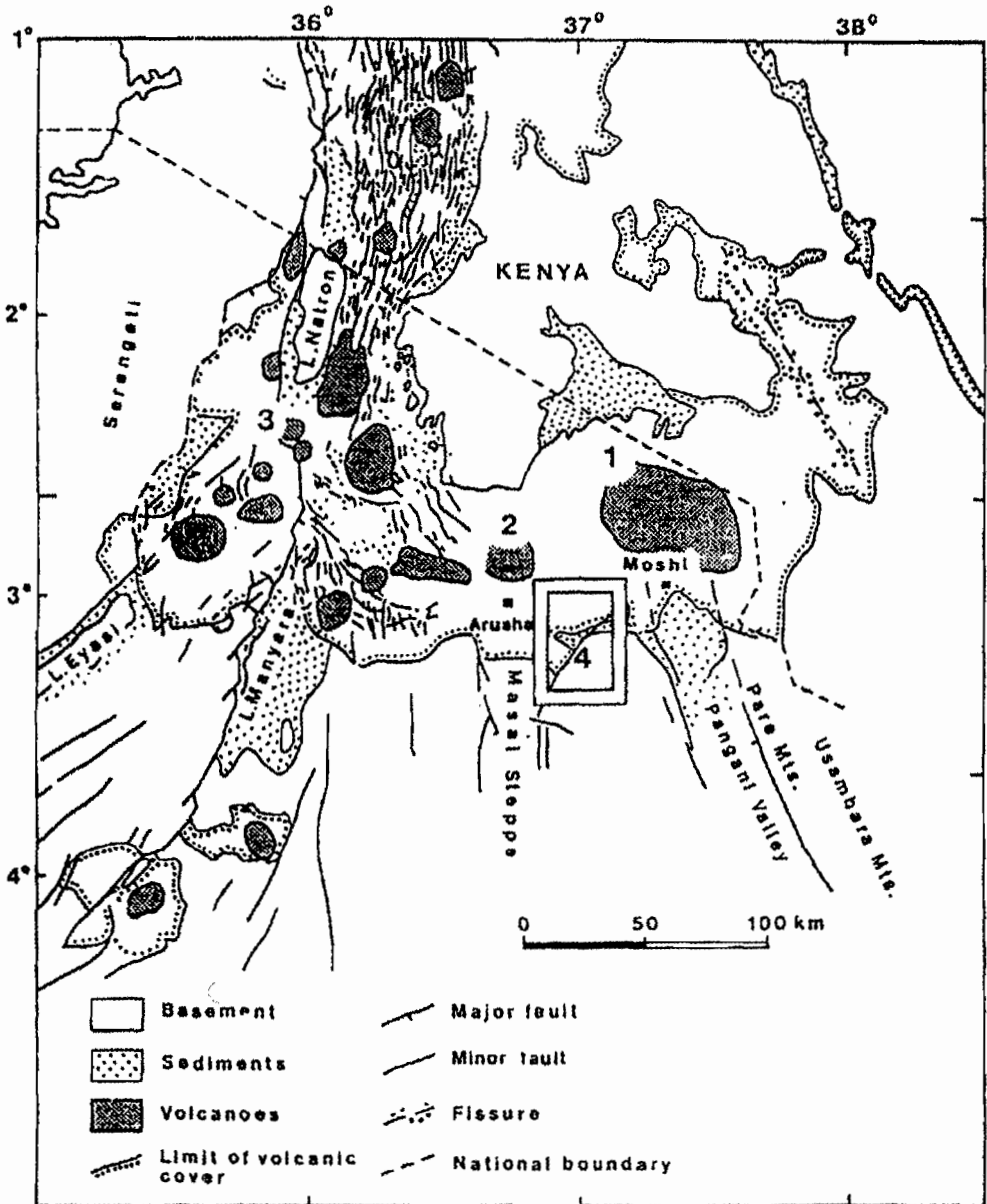 36° 37° 38°
1°
KENYA
2°
L. Natron
Serengeti
3
1
2
Moshi
3°
Arusha
L. Eyasi
L. Manyara
4
Masai Steppe
Pangani Valley
Pare Mts.
Usambara Mts.
4°
0 50 100 km
Basement
Major fault
Sediments
Minor fault
Volcanoes
Fissure
Limit of volcanic
cover
National boundary